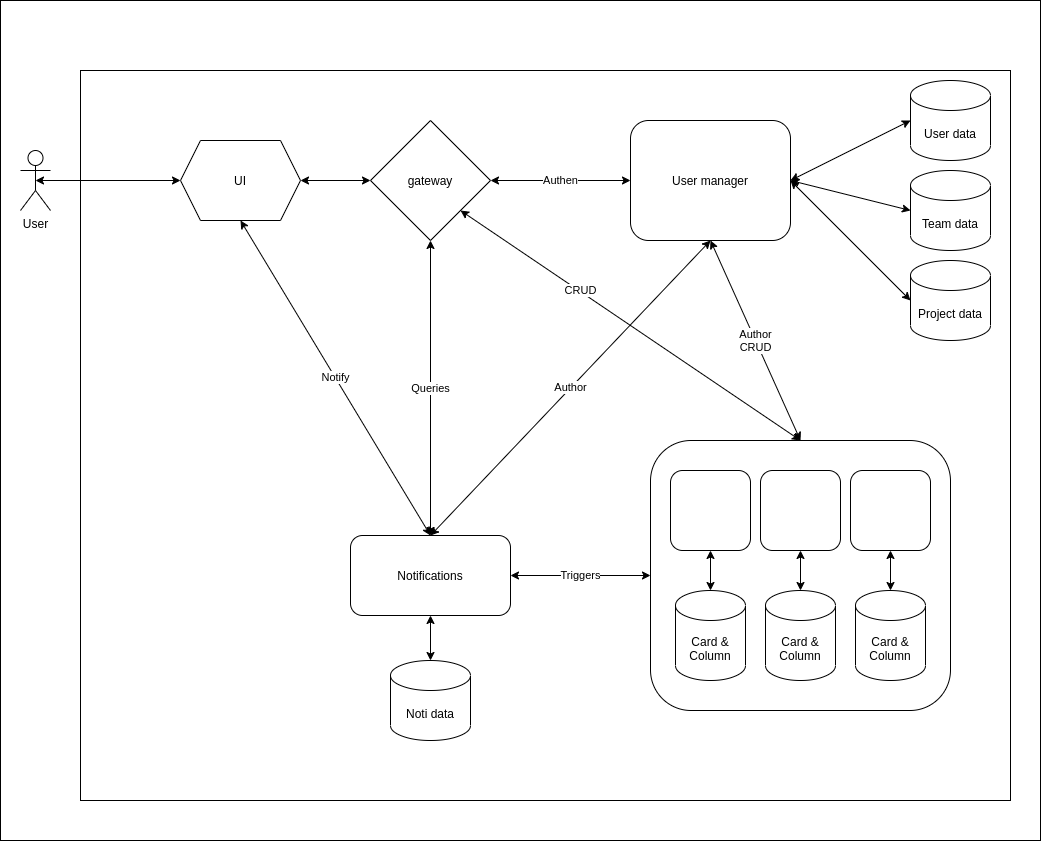 User
UI
gateway
Authen
User manager
User data
Team data
Project data
CRUD
Author
CRUD
Notify
Queries
Author
Notifications
Triggers
Card &
Column
Card &
Column
Card &
Column
Noti data